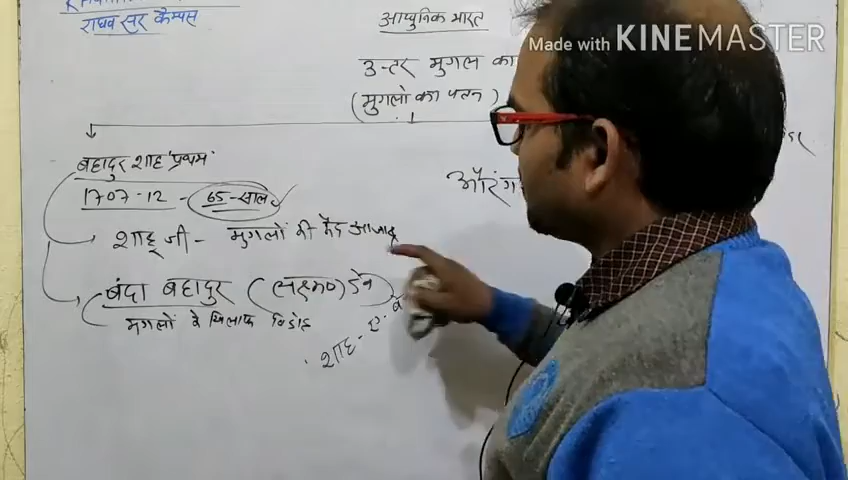 राघव सर कैम्पस
आधुनिक भारत
Made with KINEMASTER
उत्तर मुगल का
(मुगलो का पतन)
बहादुर शाह 'प्रथम'
1707-12 - 65-साल
औरंग
शाहू जी - मुगलों की कैद आजाद
बंदा बहादुर (लक्ष्मण) देव
मुगलों के खिलाफ विद्रोह
शाह-ए-